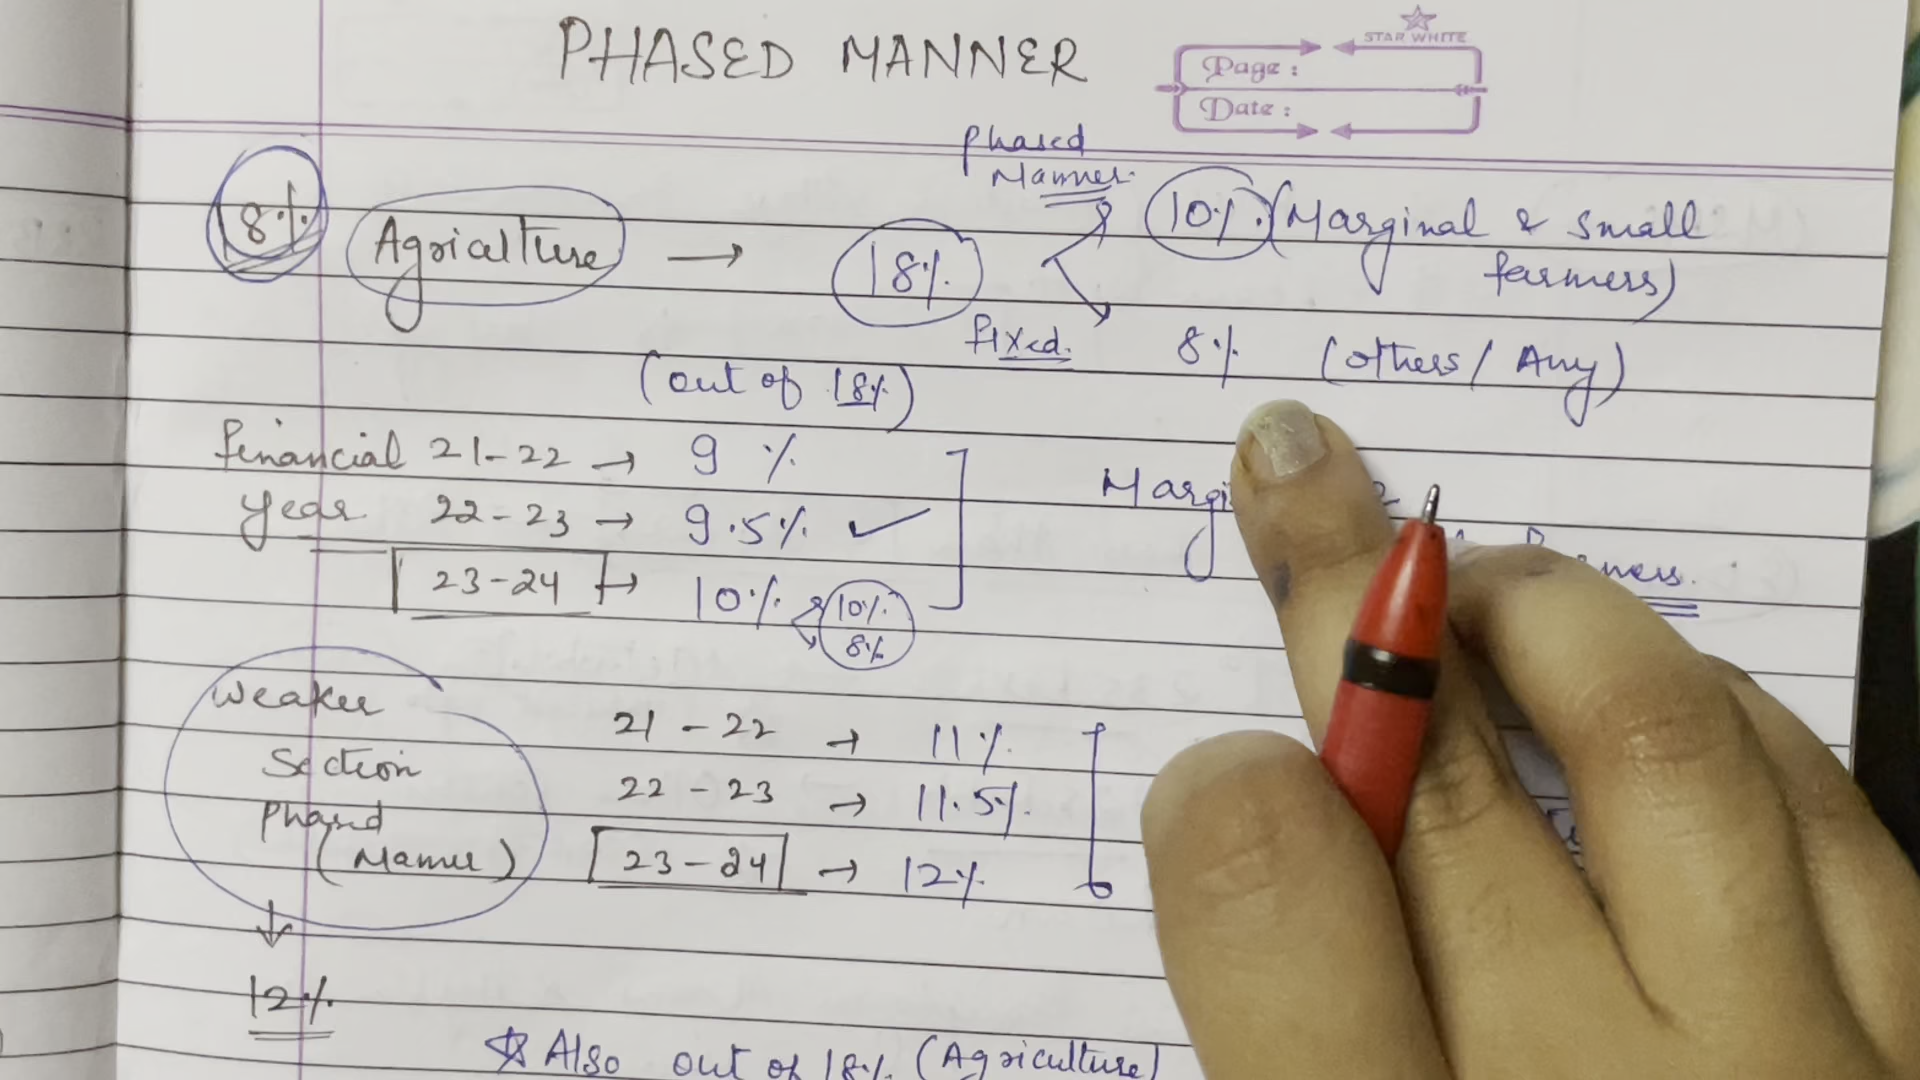 PHASED MANNER
STAR WHITE
Page :
Date :
Phased
Manner.
18% Agriculture → 18% 10% (Marginal & Small
farmers)
fixed. 8% (others / Any)
(out of 18%)
financial 21-22 → 9 %
year 22-23 → 9.5% ✓
23-24 → 10% 10%
8%
farmers.
Weaker
Section
Phased
(Manner)
21 - 22 → 11%
22 - 23 → 11.5%
23 - 24 → 12%
↓
12%
☆ Also out of 18% (Agriculture)